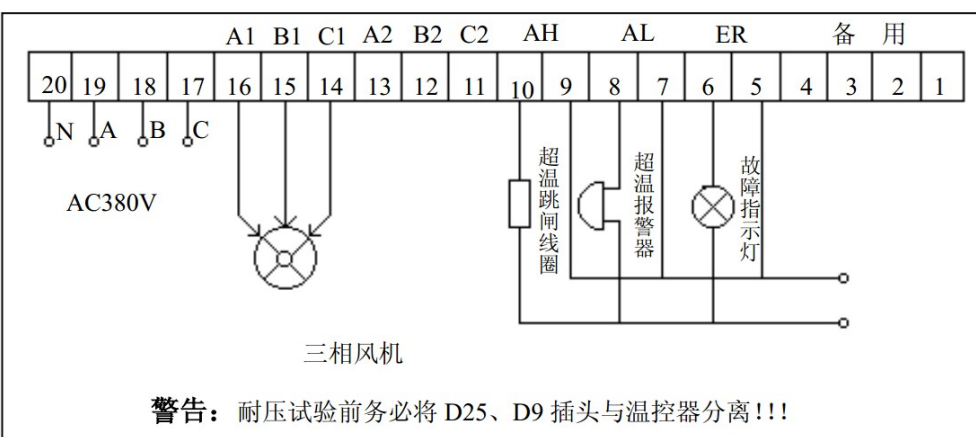 A1 B1 C1 A2 B2 C2 AH AL ER 备 用
20 19 18 17 16 15 14 13 12 11 10 9 8 7 6 5 4 3 2 1
N A B C
AC380V
超温跳闸线圈
超温报警器
故障指示灯
三相风机
警告：耐压试验前务必将 D25、D9 插头与温控器分离!!!